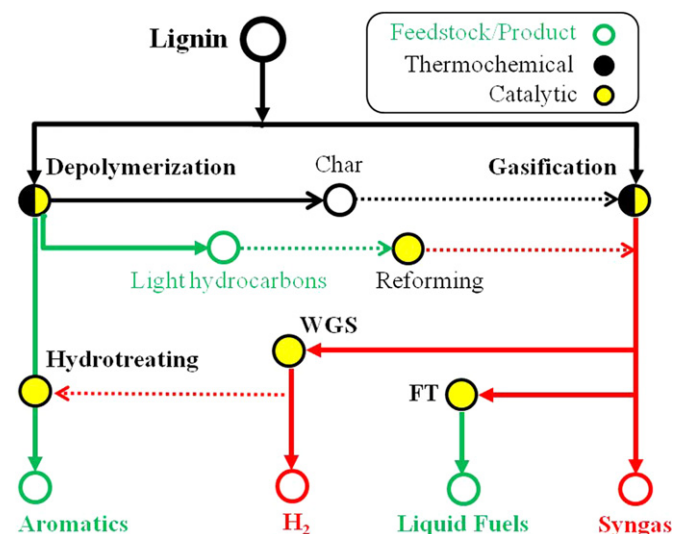 Lignin
Feedstock/Product
Thermochemical
Catalytic
Depolymerization
Char
Gasification
Light hydrocarbons
Reforming
WGS
Hydrotreating
FT
Aromatics
H₂
Liquid Fuels
Syngas